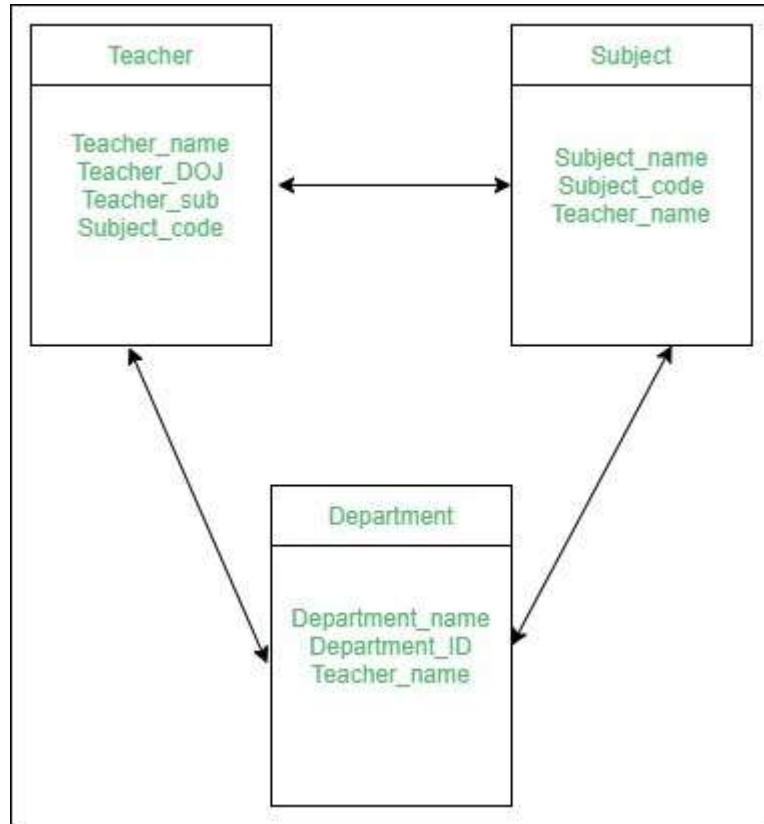 Teacher
Teacher_name
Teacher_DOJ
Teacher_sub
Subject_code
Subject
Subject_name
Subject_code
Teacher_name
Department
Department_name
Department_ID
Teacher_name